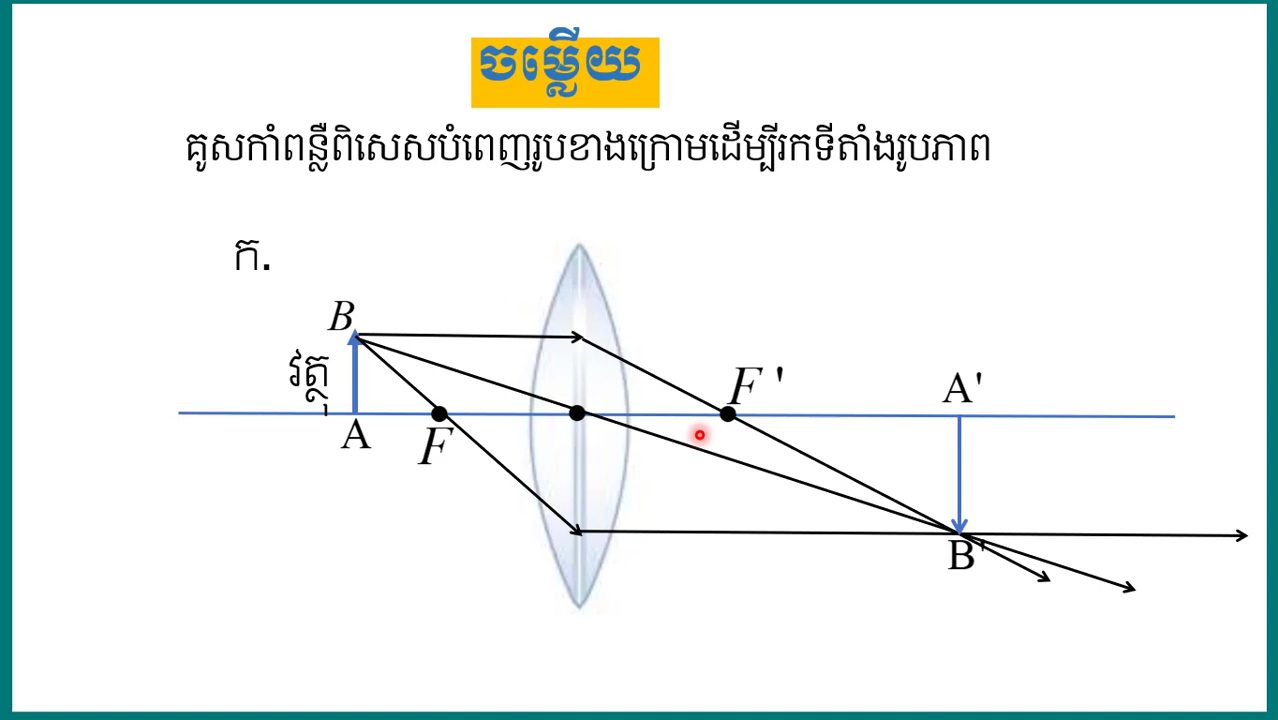 ចម្លើយ
គូសកាំពន្លឺពិសេសបំពេញរូបខាងក្រោមដើម្បីរកទីតាំងរូបភាព
ក.
B
វត្ថុ
F'
A'
A
F
B'